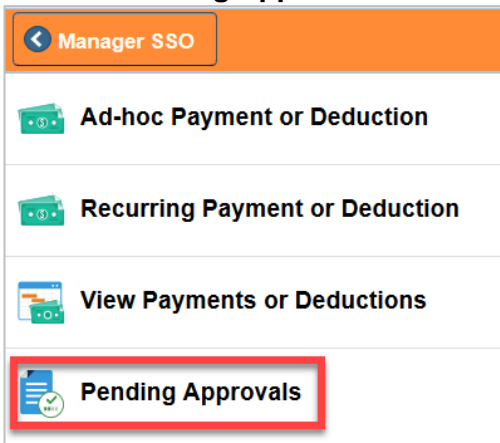 Manager SSO
Ad-hoc Payment or Deduction
Recurring Payment or Deduction
View Payments or Deductions
Pending Approvals